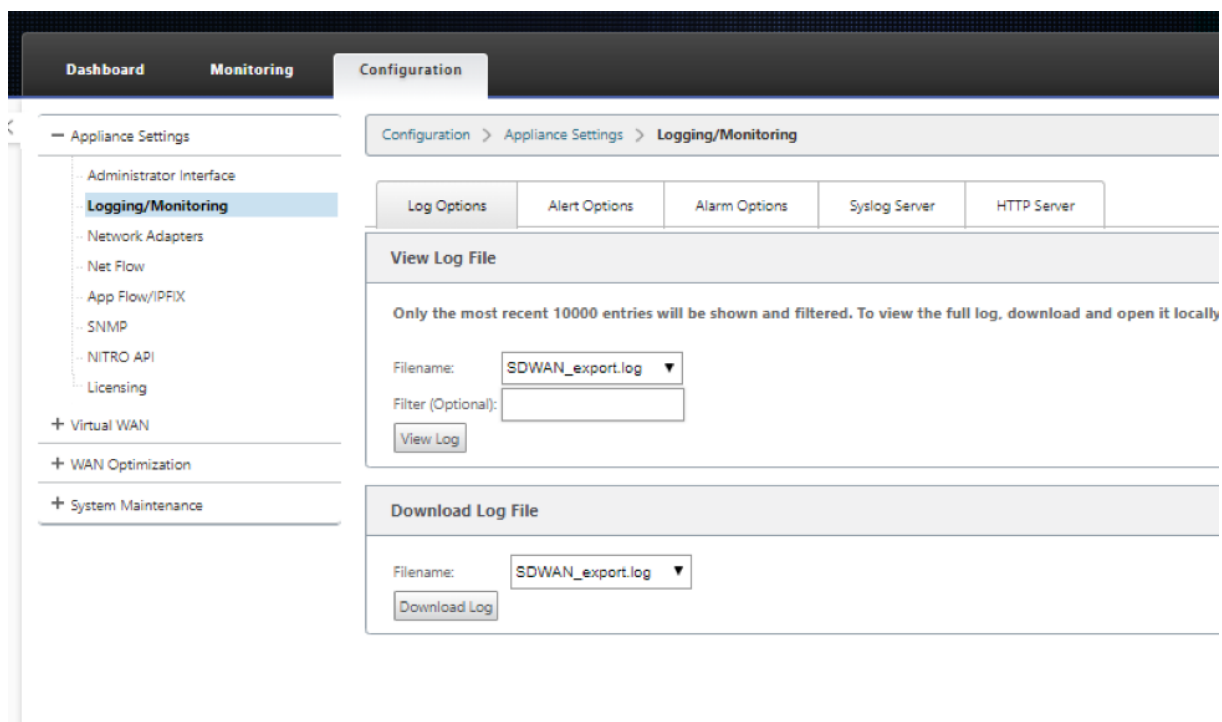 Dashboard Monitoring Configuration
— Appliance Settings
Administrator Interface
Logging/Monitoring
Network Adapters
Net Flow
App Flow/IPFIX
SNMP
NITRO API
Licensing
+ Virtual WAN
+ WAN Optimization
+ System Maintenance
Configuration > Appliance Settings > Logging/Monitoring
Log Options Alert Options Alarm Options Syslog Server HTTP Server
View Log File
Only the most recent 10000 entries will be shown and filtered. To view the full log, download and open it locally
Filename: SDWAN_export.log ▼
Filter (Optional):
View Log
Download Log File
Filename: SDWAN_export.log ▼
Download Log